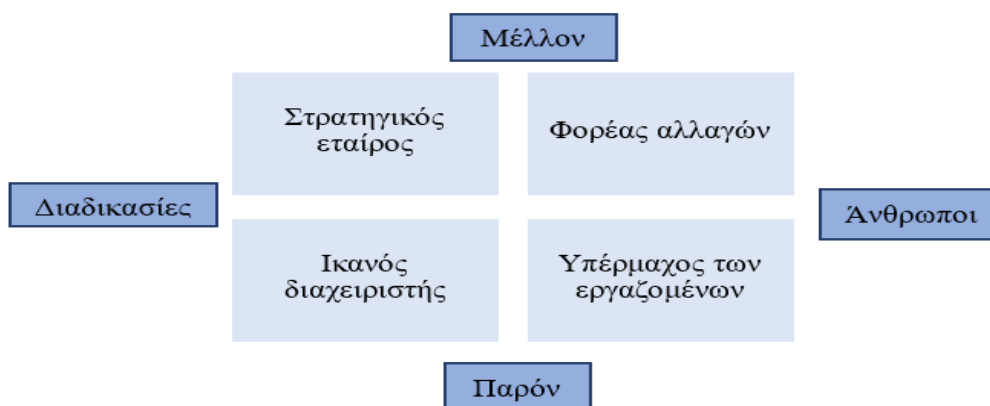 Μέλλον
Στρατηγικός
εταίρος
Φορέας αλλαγών
Διαδικασίες
Άνθρωποι
Ικανός
διαχειριστής
Υπέρμαχος των
εργαζομένων
Παρόν